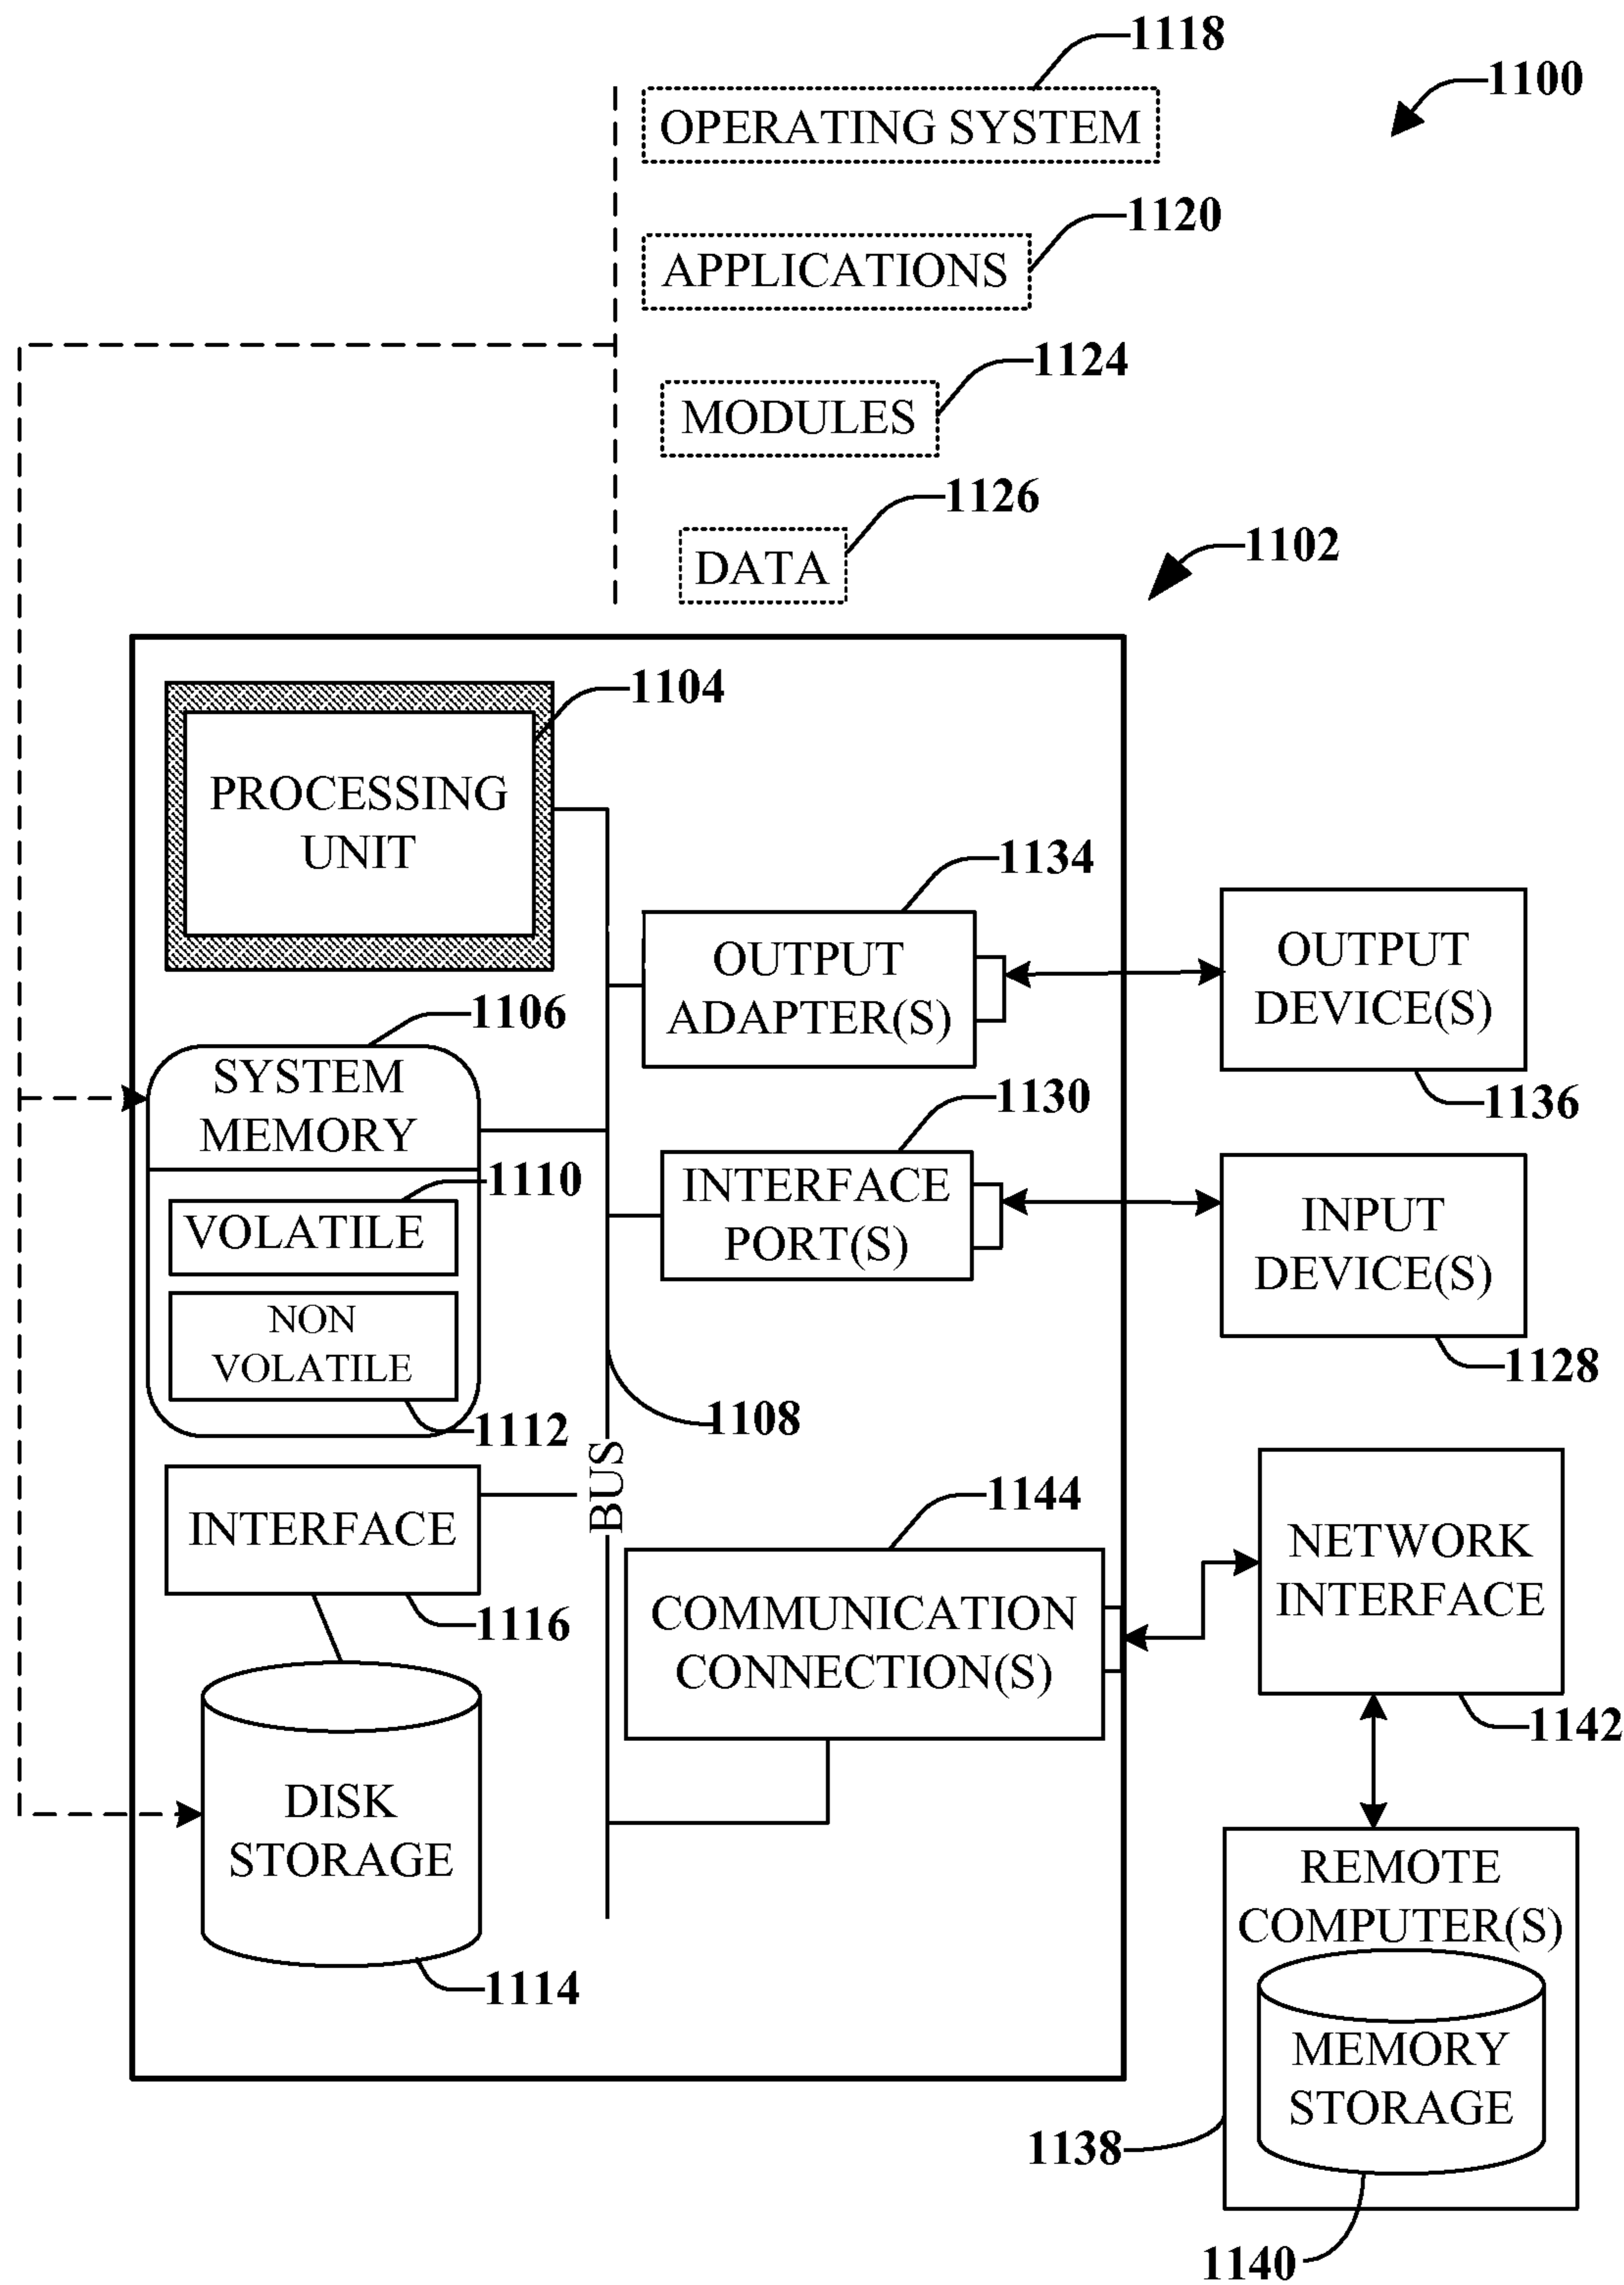 1118
1100
OPERATING SYSTEM
1120
APPLICATIONS
1124
MODULES
1126
DATA
1102
1104
PROCESSING
UNIT
1134
OUTPUT
ADAPTER(S)
OUTPUT
DEVICE(S)
1136
1106
SYSTEM
MEMORY
1110
VOLATILE
NON
VOLATILE
1112
1130
INTERFACE
PORT(S)
INPUT
DEVICE(S)
1128
1108
BUS
INTERFACE
1116
1144
COMMUNICATION
CONNECTION(S)
NETWORK
INTERFACE
1142
DISK
STORAGE
1114
REMOTE
COMPUTER(S)
MEMORY
STORAGE
1138
1140